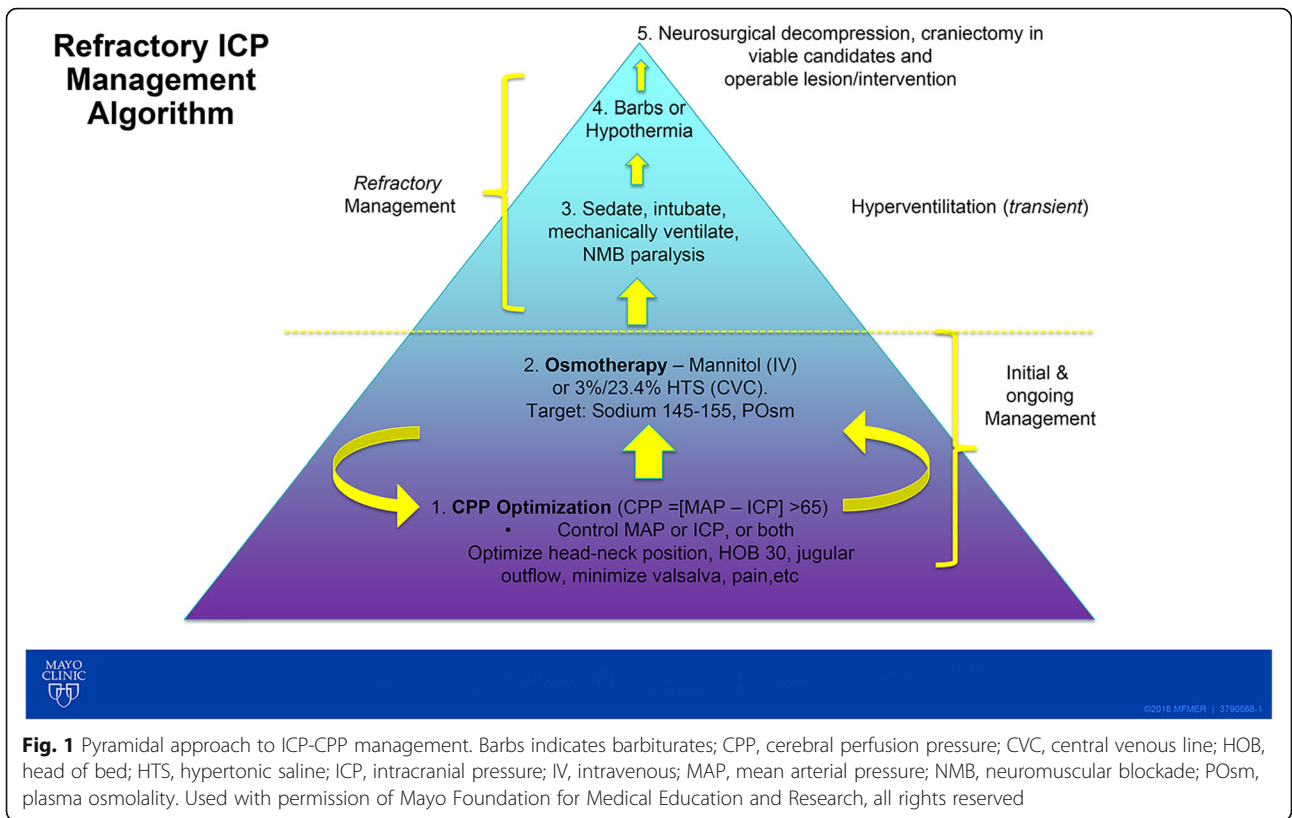 Refractory ICP
Management
Algorithm
5. Neurosurgical decompression, craniectomy in
viable candidates and
operable lesion/intervention
4. Barbs or
Hypothermia
Refractory
Management
3. Sedate, intubate,
mechanically ventilate,
NMB paralysis
Hyperventilitation (transient)
2. Osmotherapy – Mannitol (IV)
or 3%/23.4% HTS (CVC).
Target: Sodium 145-155, POsm
Initial &
ongoing
Management
1. CPP Optimization (CPP =[MAP – ICP] >65)
• Control MAP or ICP, or both
Optimize head-neck position, HOB 30, jugular
outflow, minimize valsalva, pain,etc
MAYO
CLINIC
©2018 MFMER | 3790668-1
Fig. 1 Pyramidal approach to ICP-CPP management. Barbs indicates barbiturates; CPP, cerebral perfusion pressure; CVC, central venous line; HOB,
head of bed; HTS, hypertonic saline; ICP, intracranial pressure; IV, intravenous; MAP, mean arterial pressure; NMB, neuromuscular blockade; POsm,
plasma osmolality. Used with permission of Mayo Foundation for Medical Education and Research, all rights reserved